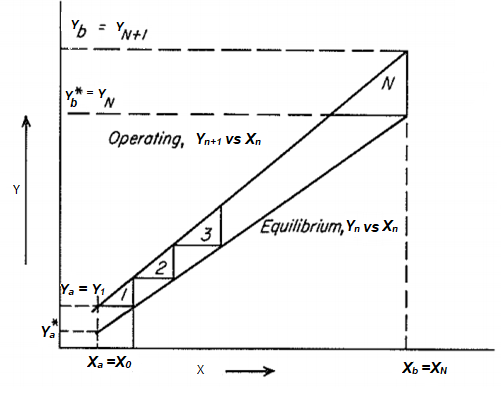 Yb = YN+1
Yb* = YN
N
Operating, Yn+1 vs Xn
Y
3
Equilibrium, Yn vs Xn
2
Ya = Y1
1
Ya*
Xa =X0
X
Xb =XN